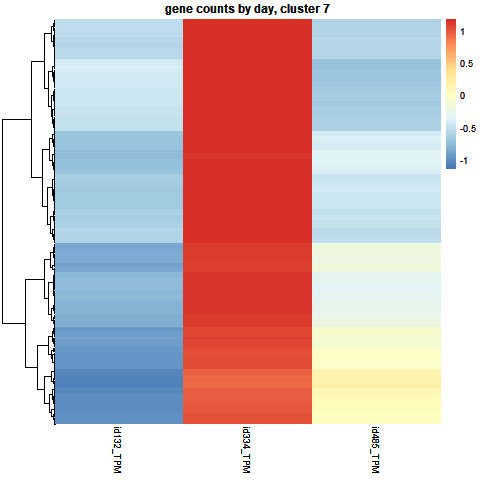 gene counts by day, cluster 7
1
0.5
0
-0.5
-1
id132_TPM
id334_TPM
id485_TPM